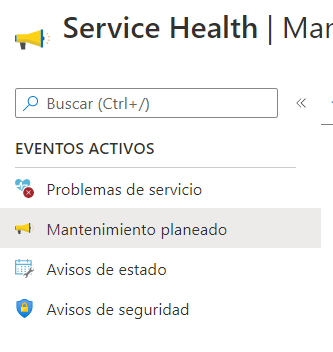 Service Health | Mar
Buscar (Ctrl+/)
EVENTOS ACTIVOS
Problemas de servicio
Mantenimiento planeado
Avisos de estado
Avisos de seguridad